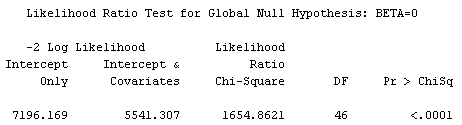 Likelihood Ratio Test for Global Null Hypothesis: BETA=0
-2 Log Likelihood Likelihood
Intercept Intercept & Ratio
Only Covariates Chi-Square DF Pr > ChiSq
7196.169 5541.307 1654.8621 46 <.0001